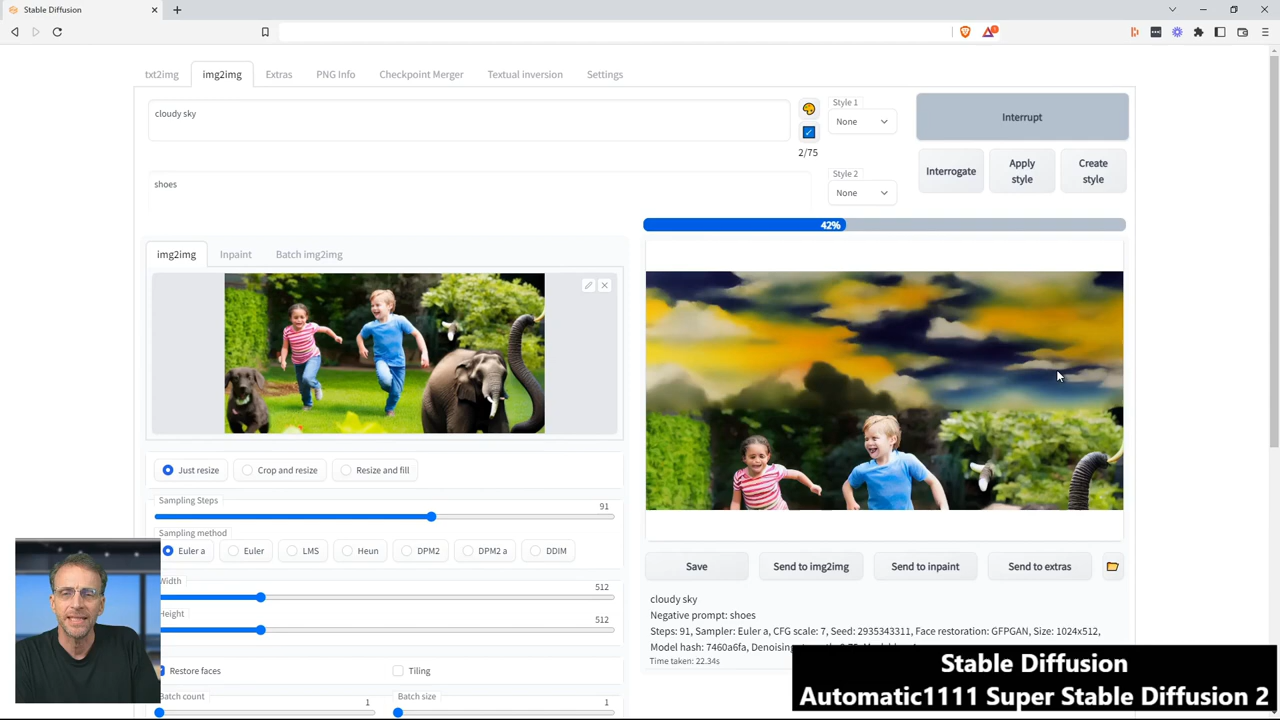 Stable Diffusion
txt2img img2img Extras PNG Info Checkpoint Merger Textual inversion Settings
cloudy sky
2/75
Style 1
None
Interrupt
shoes
Style 2
None
Interrogate
Apply style
Create style
42%
img2img Inpaint Batch img2img
Just resize Crop and resize Resize and fill
Sampling Steps
91
Sampling method
Euler a Euler LMS Heun DPM2 DPM2 a DDIM
Width
512
Height
512
Restore faces Tiling
Batch count
1
Batch size
1
Save Send to img2img Send to inpaint Send to extras
cloudy sky
Negative prompt: shoes
Steps: 91, Sampler: Euler a, CFG scale: 7, Seed: 2935343311, Face restoration: GFPGAN, Size: 1024x512,
Model hash: 7460a6fa,
Time taken: 22.34s
Stable Diffusion
Automatic1111 Super Stable Diffusion 2